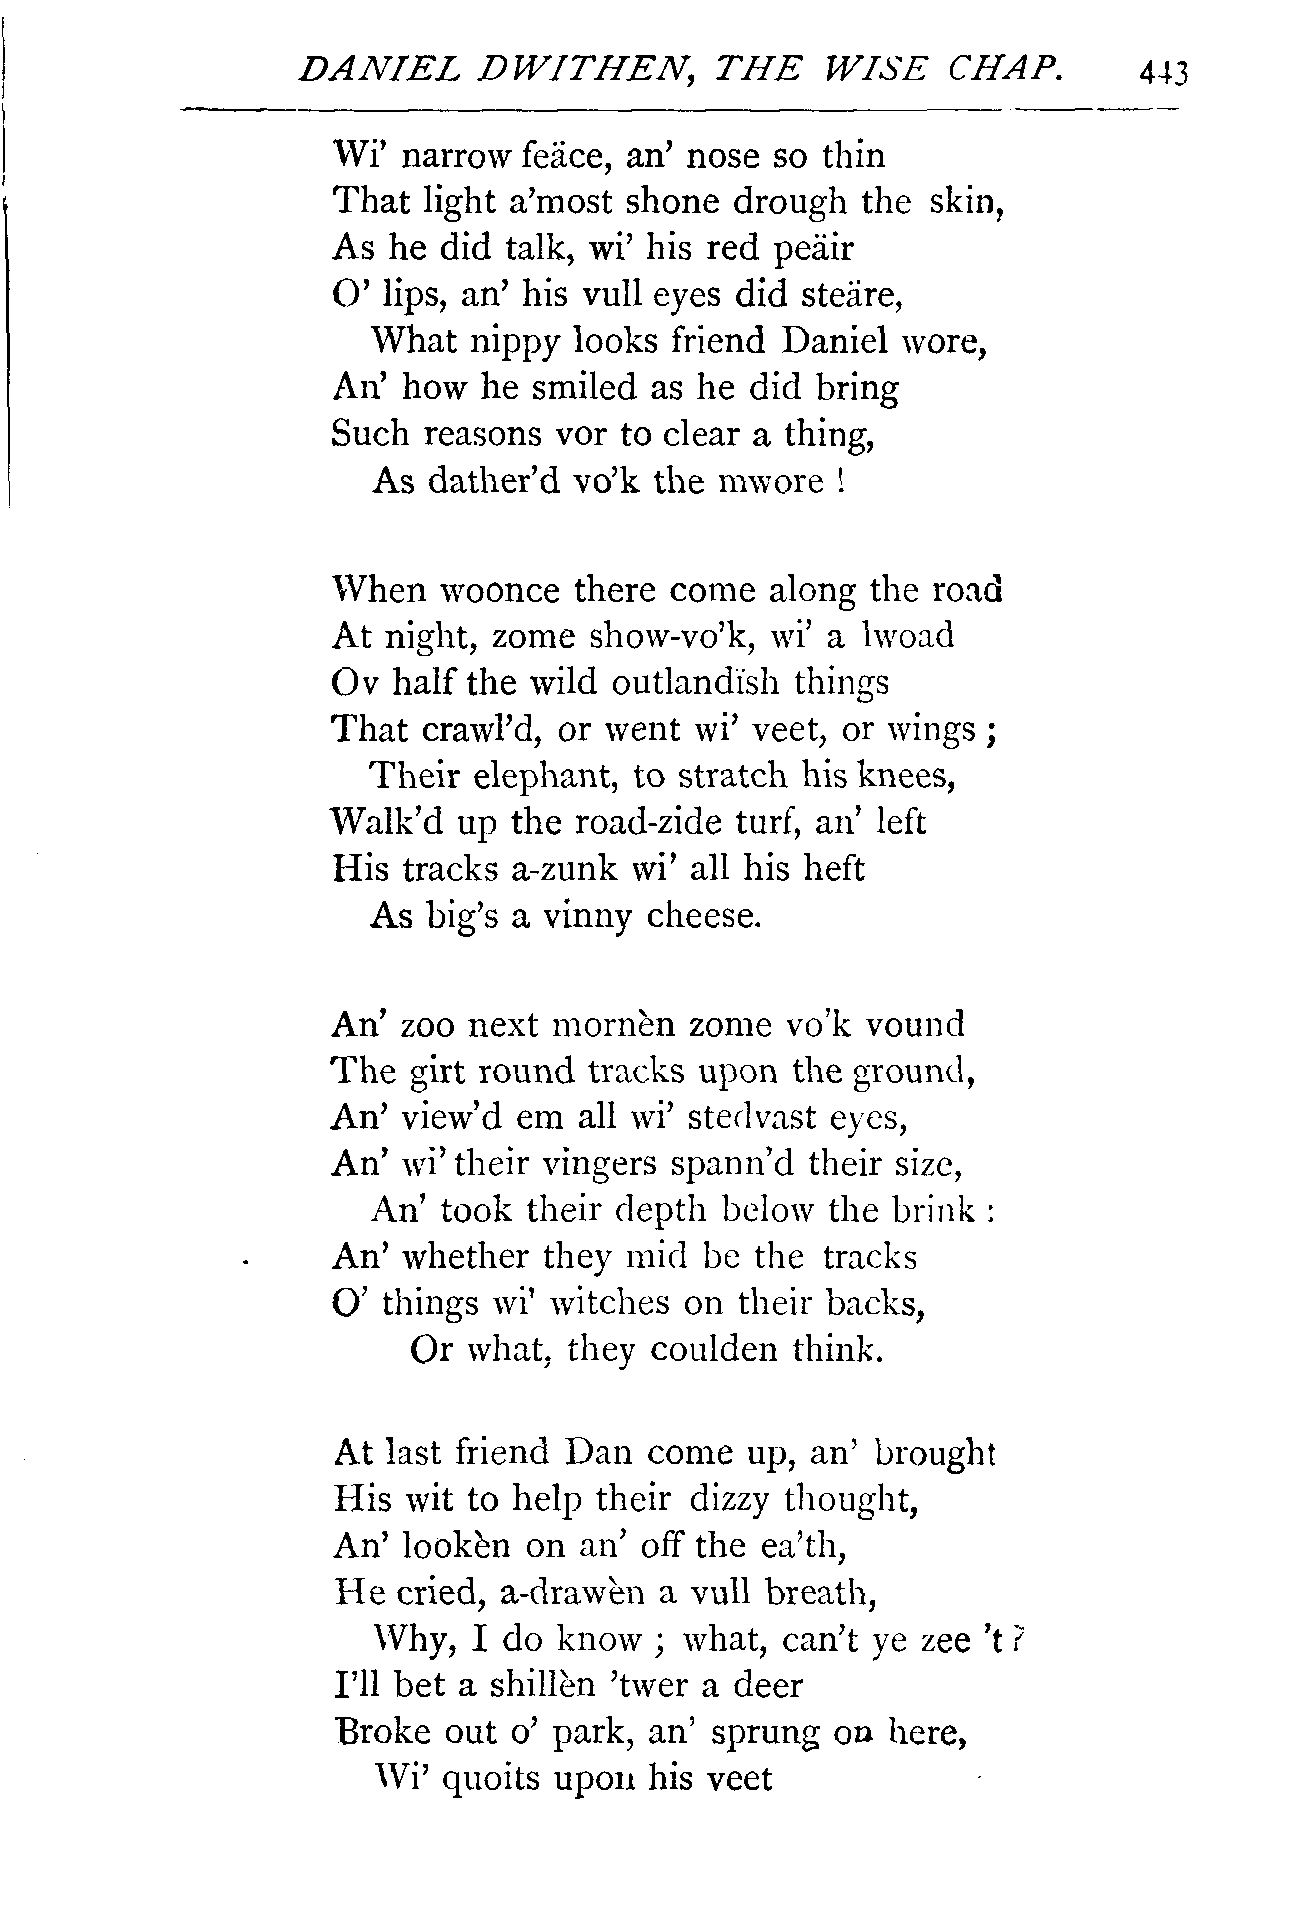 DANIEL DWITHEN, THE WISE CHAP. 443
Wi' narrow feäce, an' nose so thin
That light a'most shone drough the skin,
As he did talk, wi' his red peäir
O' lips, an' his vull eyes did steäre,
What nippy looks friend Daniel wore,
An' how he smiled as he did bring
Such reasons vor to clear a thing,
As dather'd vo'k the mwore !
When woonce there come along the road
At night, zome show-vo'k, wi' a lwoad
Ov half the wild outlandïsh things
That crawl'd, or went wi' veet, or wings ;
Their elephant, to stratch his knees,
Walk'd up the road-zide turf, an' left
His tracks a-zunk wi' all his heft
As big's a vinny cheese.
An' zoo next mornèn zome vo'k vound
The girt round tracks upon the ground,
An' view'd em all wi' stedvast eyes,
An' wi' their vingers spann'd their size,
An' took their depth below the brink :
An' whether they mid be the tracks
O' things wi' witches on their backs,
Or what, they coulden think.
At last friend Dan come up, an' brought
His wit to help their dizzy thought,
An' lookèn on an' off the ea'th,
He cried, a-drawèn a vull breath,
Why, I do know ; what, can't ye zee 't ?
I'll bet a shillèn 'twer a deer
Broke out o' park, an' sprung on here,
Wi' quoits upon his veet